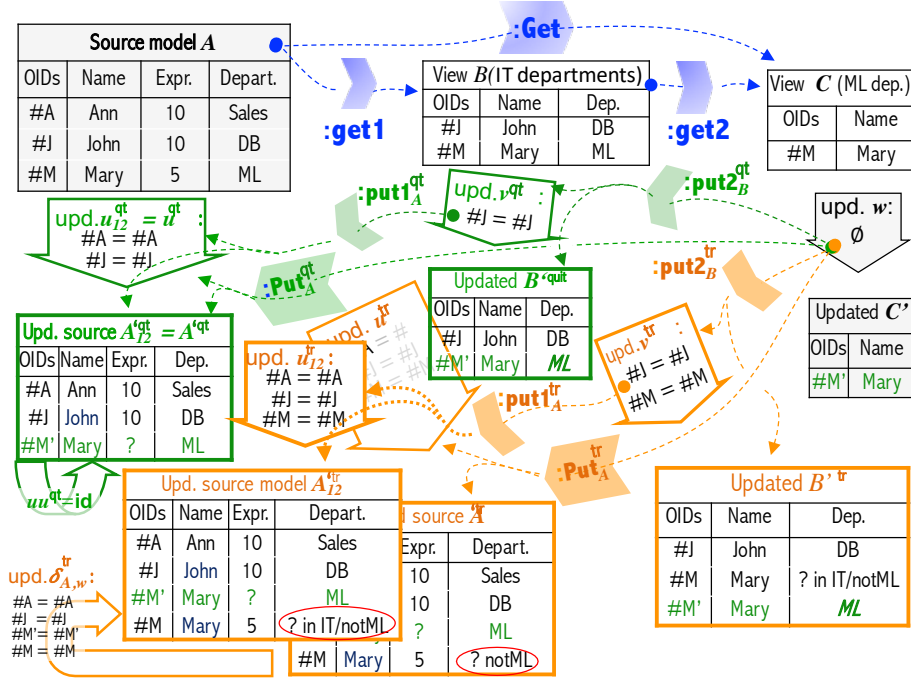 :Get
Source model A
OIDs Name Expr. Depart.
#A Ann 10 Sales
#J John 10 DB
#M Mary 5 ML
:get1
View B(IT departments)
OIDs Name Dep.
#J John DB
#M Mary ML
:get2
View C (ML dep.)
OIDs Name
#M Mary
upd.u12^qt = u^qt :
#A = #A
#J = #J
:put1A^qt
upd.v^qt :
#J = #J
:put2B^qt
upd. w:
∅
:PutA^qt
:put2B^tr
Updated B‘quit
OIDs Name Dep.
#J John DB
#M' Mary ML
Updated C'
OIDs Name
#M' Mary
Upd. source A‘12^qt = A‘qt
OIDs Name Expr. Dep.
#A Ann 10 Sales
#J John 10 DB
#M' Mary ? ML
upd. u^tr :
upd. u12^tr:
#A = #A
#J = #J
#M = #M
upd.v^tr :
#J = #J
#M = #M
:put1A^tr
:PutA^tr
uu^qt≠id
Upd. source model A‘12^tr
OIDs Name Expr. Depart.
#A Ann 10 Sales
#J John 10 DB
#M' Mary ? ML
#M Mary 5 ? in IT/notML
source A‘tr
Expr. Depart.
10 Sales
10 DB
? ML
#M Mary 5 ? notML
Updated B’ tr
OIDs Name Dep.
#J John DB
#M Mary ? in IT/notML
#M' Mary ML
upd.δA,w^tr:
#A = #A
#J = #J
#M'= #M'
#M = #M